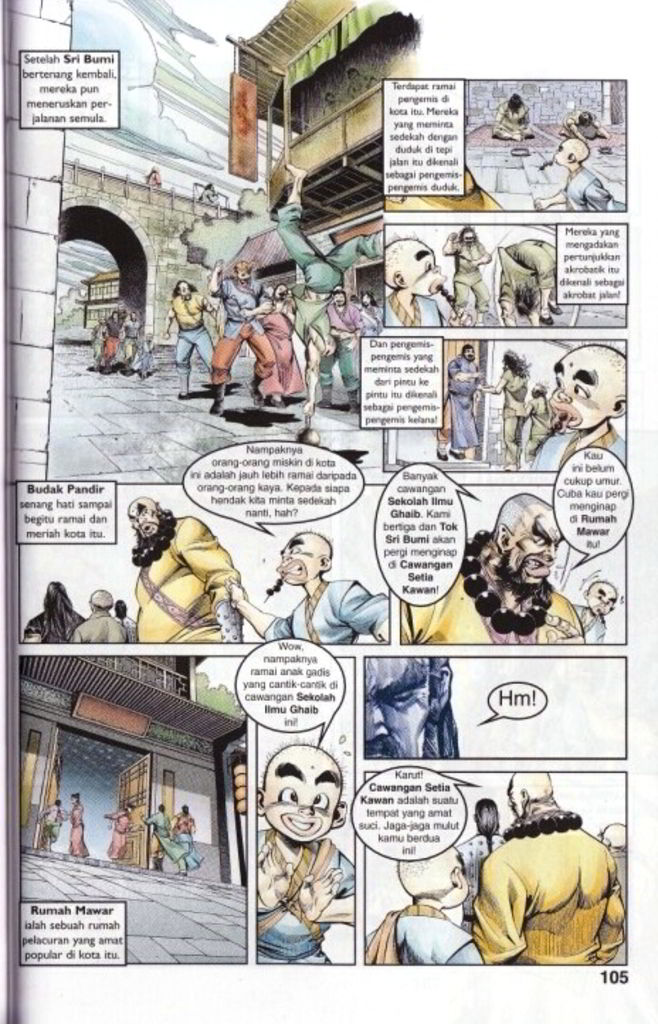 Setelah Sri Bumi
bertenang kembali,
mereka pun
meneruskan per-
jalanan semula.
Terdapat ramai
pengemis di
kota itu. Mereka
yang meminta
sedekah dengan
duduk di tepi
jalan itu dikenali
sebagai pengemis-
pengemis duduk.
Mereka yang
mengadakan
pertunjukkan
akrobatik itu
dikenali sebagai
akrobat jalan!
Dan pengemis-
pengemis yang
meminta sedekah
dari pintu ke
pintu itu dikenali
sebagai pengemis-
pengemis kelana.
Budak Pandir
senang hati sampai
begitu ramai dan
meriah kota itu.
Nampaknya
orang-orang miskin di kota
ini adalah jauh lebih ramai daripada
orang-orang kaya. Kepada siapa
hendak kita minta sedekah
nanti, hah?
Banyak
cawangan
Sekolah Ilmu
Ghaib. Kami
bertiga dan Tok
Sri Bumi akan
pergi menginap
di Cawangan
Setia
Kawan!
Kau
ini belum
cukup umur.
Cuba kau pergi
menginap
di Rumah
Mawar
itu!
Rumah Mawar
ialah sebuah rumah
pelacuran yang amat
popular di kota itu.
Wow,
nampaknya
ramai anak gadis
yang cantik-cantik di
cawangan Sekolah
Ilmu Ghaib
ini!
Hm!
Karut!
Cawangan Setia
Kawan adalah suatu
tempat yang amat
suci. Jaga-jaga mulut
kamu berdua
ini!
105